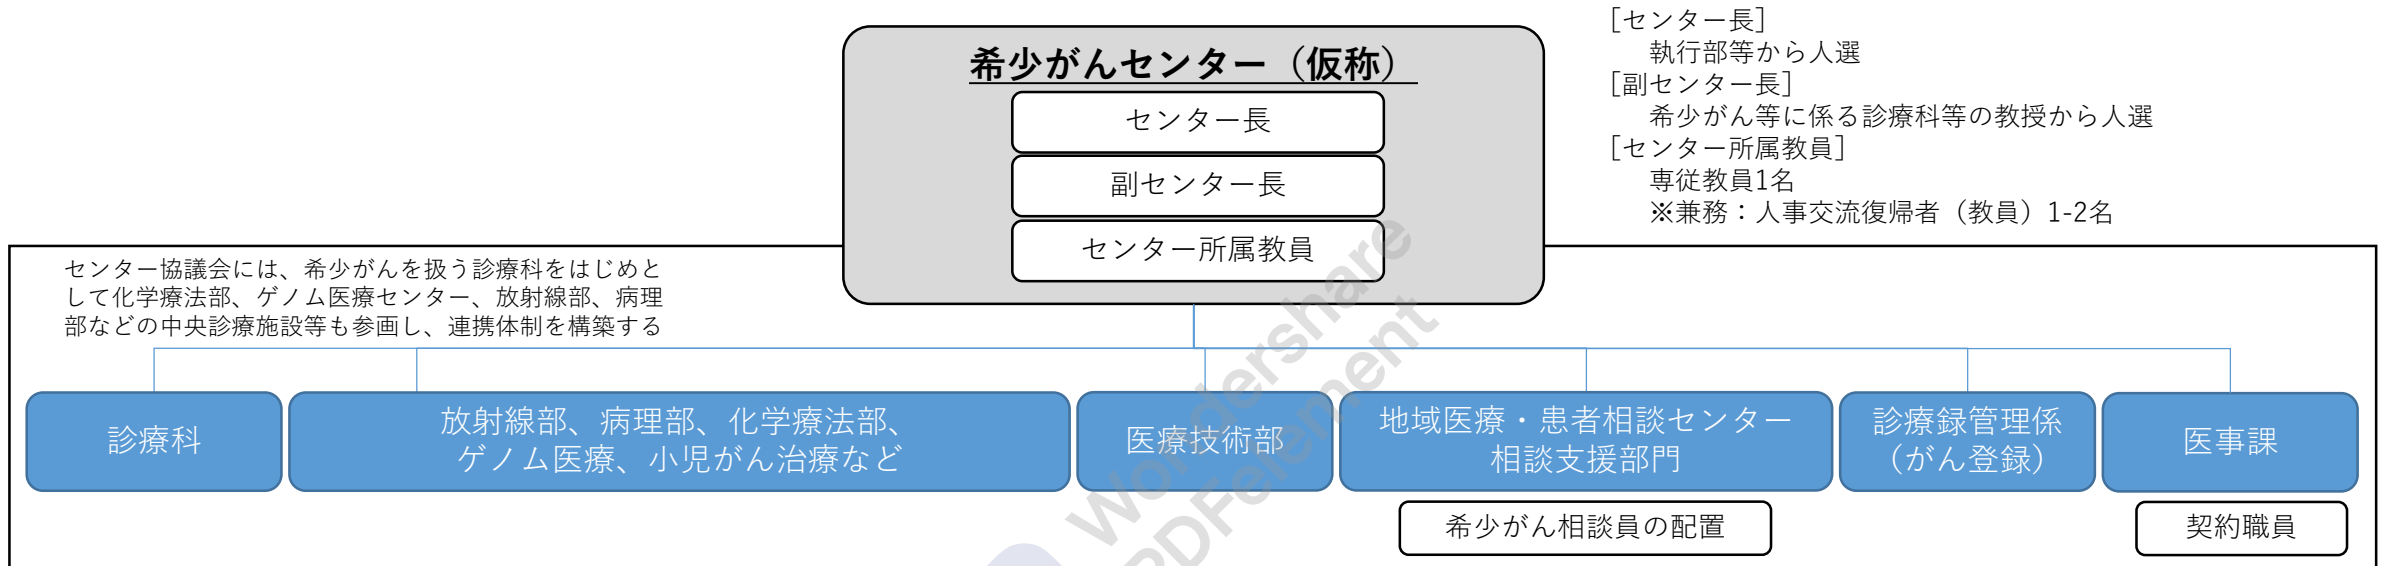 希少がんセンター（仮称）
センター長
副センター長
センター所属教員
［センター長］
執行部等から人選
［副センター長］
希少がん等に係る診療科等の教授から人選
［センター所属教員］
専従教員1名
※兼務：人事交流復帰者（教員）1-2名
センター協議会には、希少がんを扱う診療科をはじめと
して化学療法部、ゲノム医療センター、放射線部、病理
部などの中央診療施設等も参画し、連携体制を構築する
診療科
放射線部、病理部、化学療法部、
ゲノム医療、小児がん治療など
医療技術部
地域医療・患者相談センター
相談支援部門
診療録管理係
（がん登録）
医事課
希少がん相談員の配置
契約職員
Wondershare
PDFelement